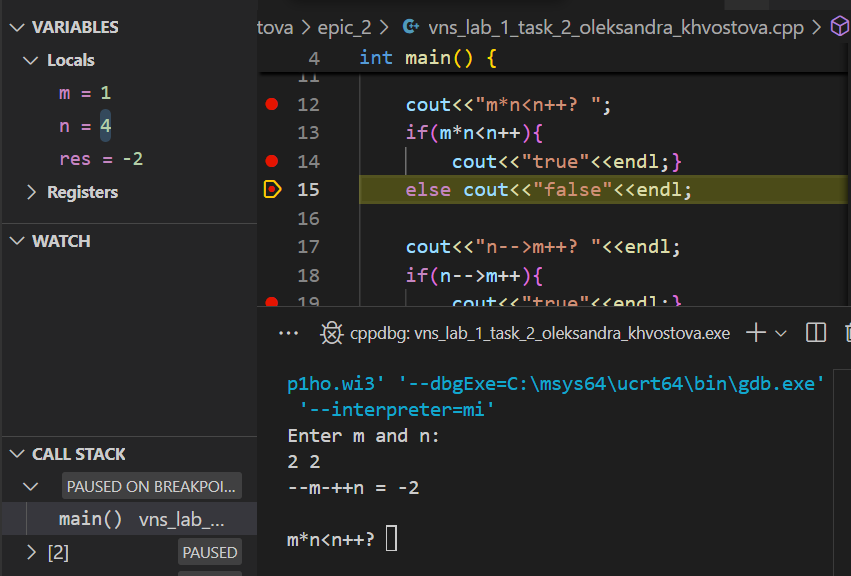 VARIABLES
Locals
m = 1
n = 4
res = -2
Registers
WATCH
CALL STACK
PAUSED ON BREAKPOI...
main() vns_lab_...
[2] PAUSED
tova > epic_2 > vns_lab_1_task_2_oleksandra_khvostova.cpp >
4 int main() {
11
12 cout<<"m*n<n++? ";
13 if(m*n<n++){
14 cout<<"true"<<endl;}
15 else cout<<"false"<<endl;
16
17 cout<<"n-->m++? "<<endl;
18 if(n-->m++){
19 cout<<"true"<<endl;}
... cppdbg: vns_lab_1_task_2_oleksandra_khvostova.exe
p1ho.wi3' '--dbgExe=C:\msys64\ucrt64\bin\gdb.exe'
'--interpreter=mi'
Enter m and n:
2 2
--m-++n = -2
m*n<n++?